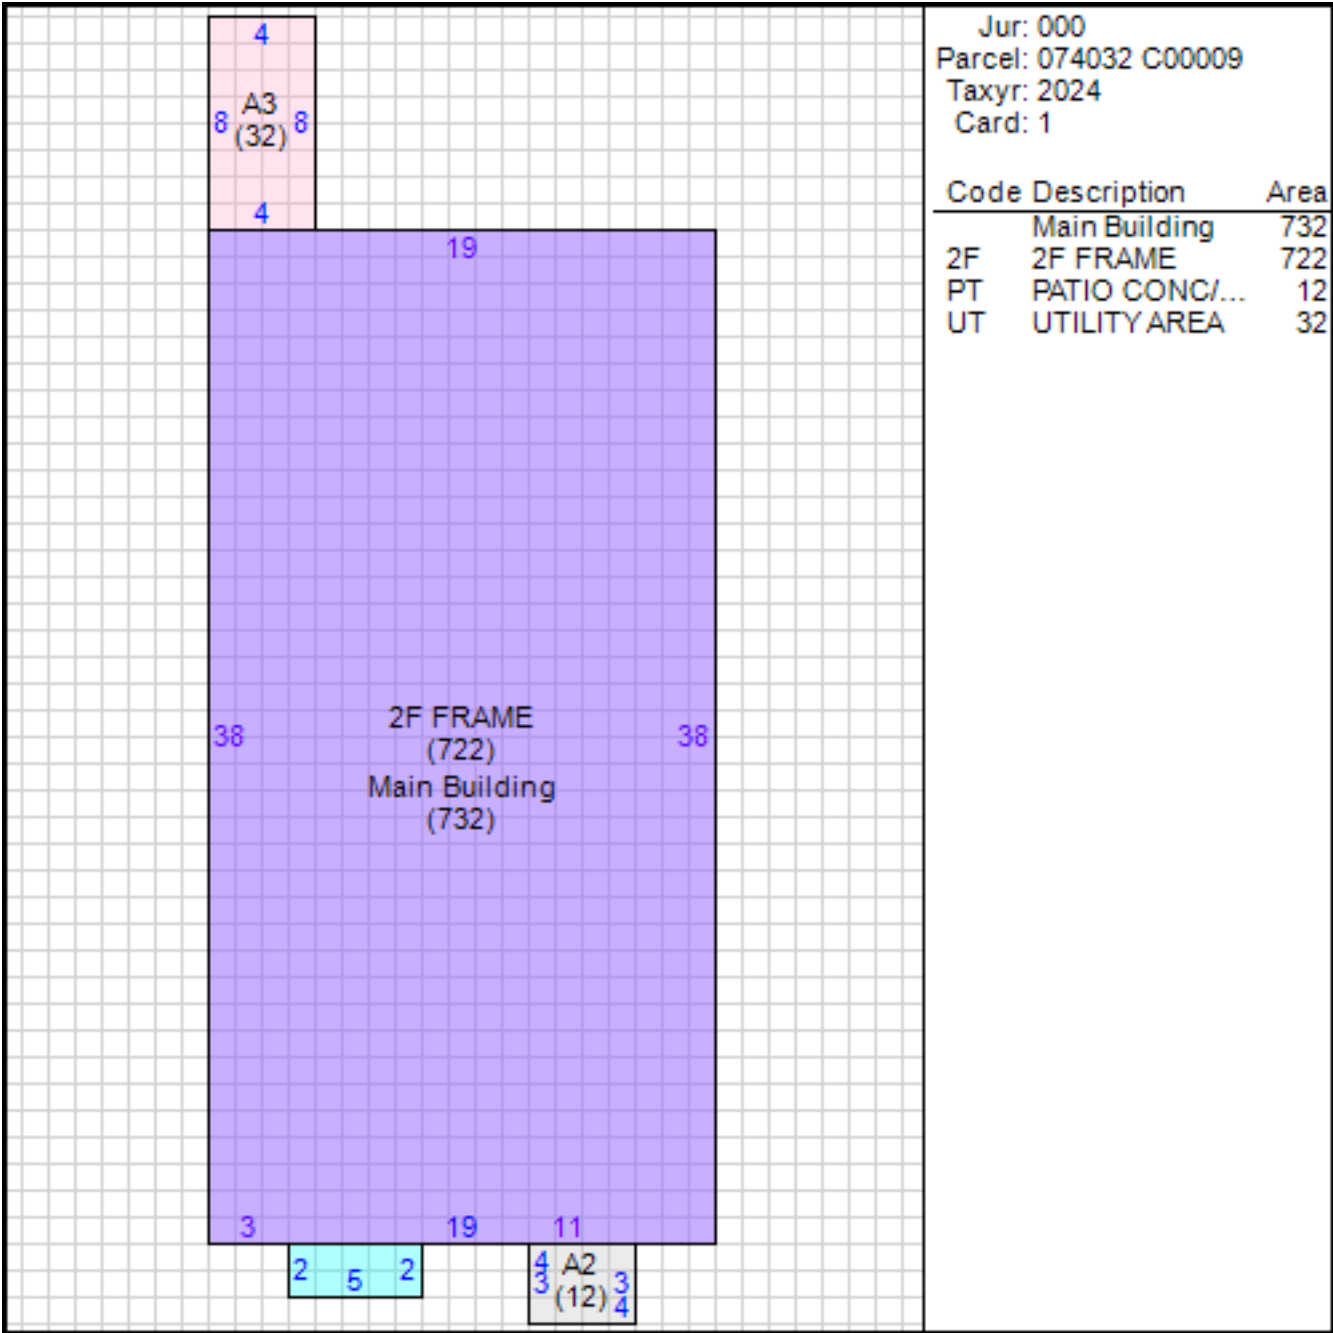 4
8
A3
8
(32)
4
19
2F FRAME
(722)
38
38
Main Building
(732)
3
19
11
2
5
2
4
A2
3
3
(12)
4
Jur: 000
Parcel: 074032 C00009
Taxyr: 2024
Card: 1
Code Description Area
Main Building 732
2F 2F FRAME 722
PT PATIO CONC/... 12
UT UTILITY AREA 32